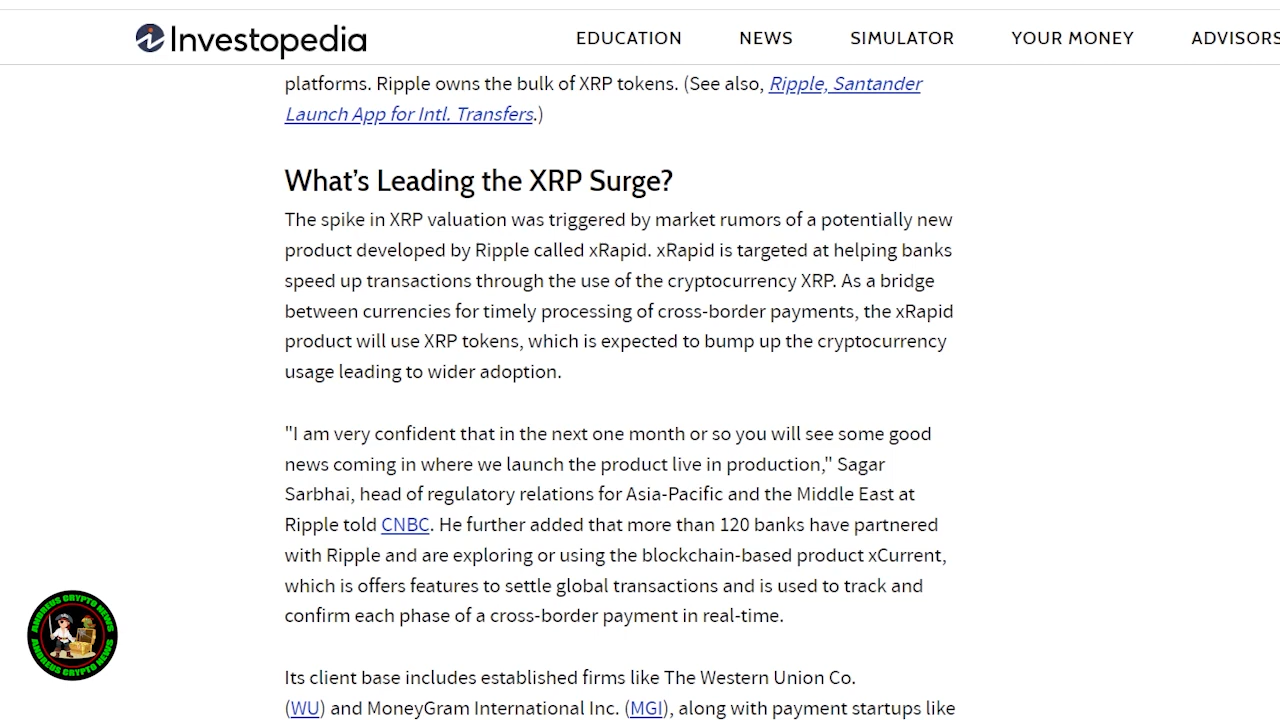 Investopedia
EDUCATION NEWS SIMULATOR YOUR MONEY ADVISORS
platforms. Ripple owns the bulk of XRP tokens. (See also, Ripple, Santander
Launch App for Intl. Transfers.)
What's Leading the XRP Surge?
The spike in XRP valuation was triggered by market rumors of a potentially new
product developed by Ripple called xRapid. xRapid is targeted at helping banks
speed up transactions through the use of the cryptocurrency XRP. As a bridge
between currencies for timely processing of cross-border payments, the xRapid
product will use XRP tokens, which is expected to bump up the cryptocurrency
usage leading to wider adoption.
"I am very confident that in the next one month or so you will see some good
news coming in where we launch the product live in production," Sagar
Sarbhai, head of regulatory relations for Asia-Pacific and the Middle East at
Ripple told CNBC. He further added that more than 120 banks have partnered
with Ripple and are exploring or using the blockchain-based product xCurrent,
which is offers features to settle global transactions and is used to track and
confirm each phase of a cross-border payment in real-time.
Its client base includes established firms like The Western Union Co.
(WU) and MoneyGram International Inc. (MGI), along with payment startups like
ANDREUS CRYPTO NEWS
ANDREUS CRYPTO NEWS